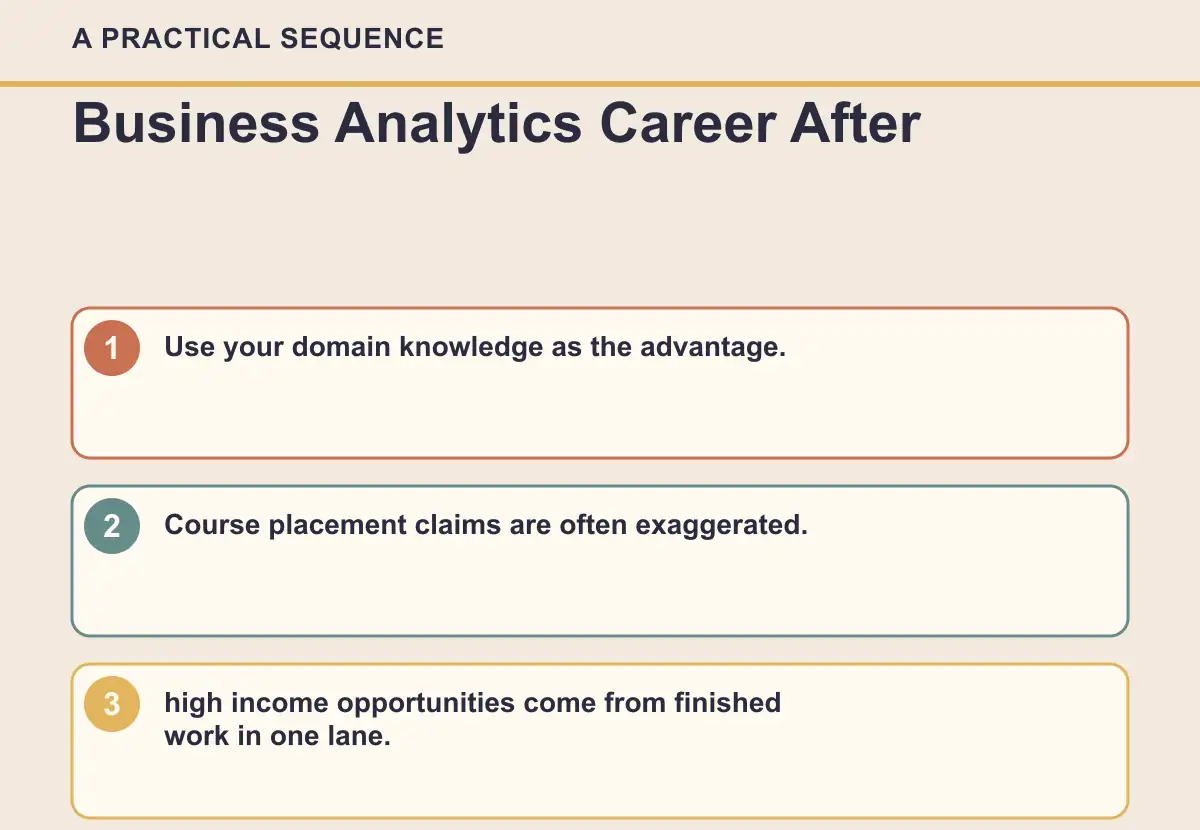 A PRACTICAL SEQUENCE
Business Analytics Career After
1
Use your domain knowledge as the advantage.
2
Course placement claims are often exaggerated.
3
high income opportunities come from finished
work in one lane.